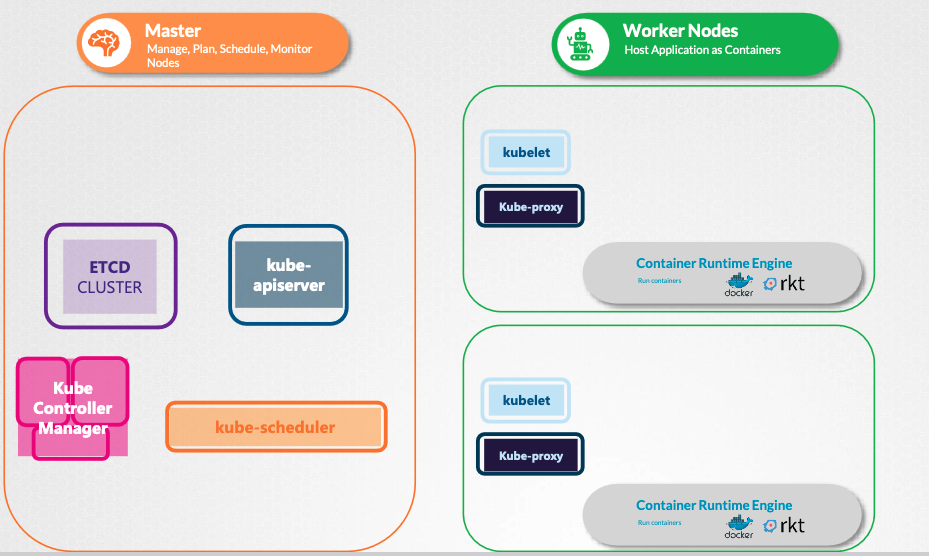 Master
Manage, Plan, Schedule, Monitor
Nodes
ETCD
CLUSTER
kube-
apiserver
Kube
Controller
Manager
kube-scheduler
Worker Nodes
Host Application as Containers
kubelet
Kube-proxy
Container Runtime Engine
Run containers
docker
rkt
kubelet
Kube-proxy
Container Runtime Engine
Run containers
docker
rkt